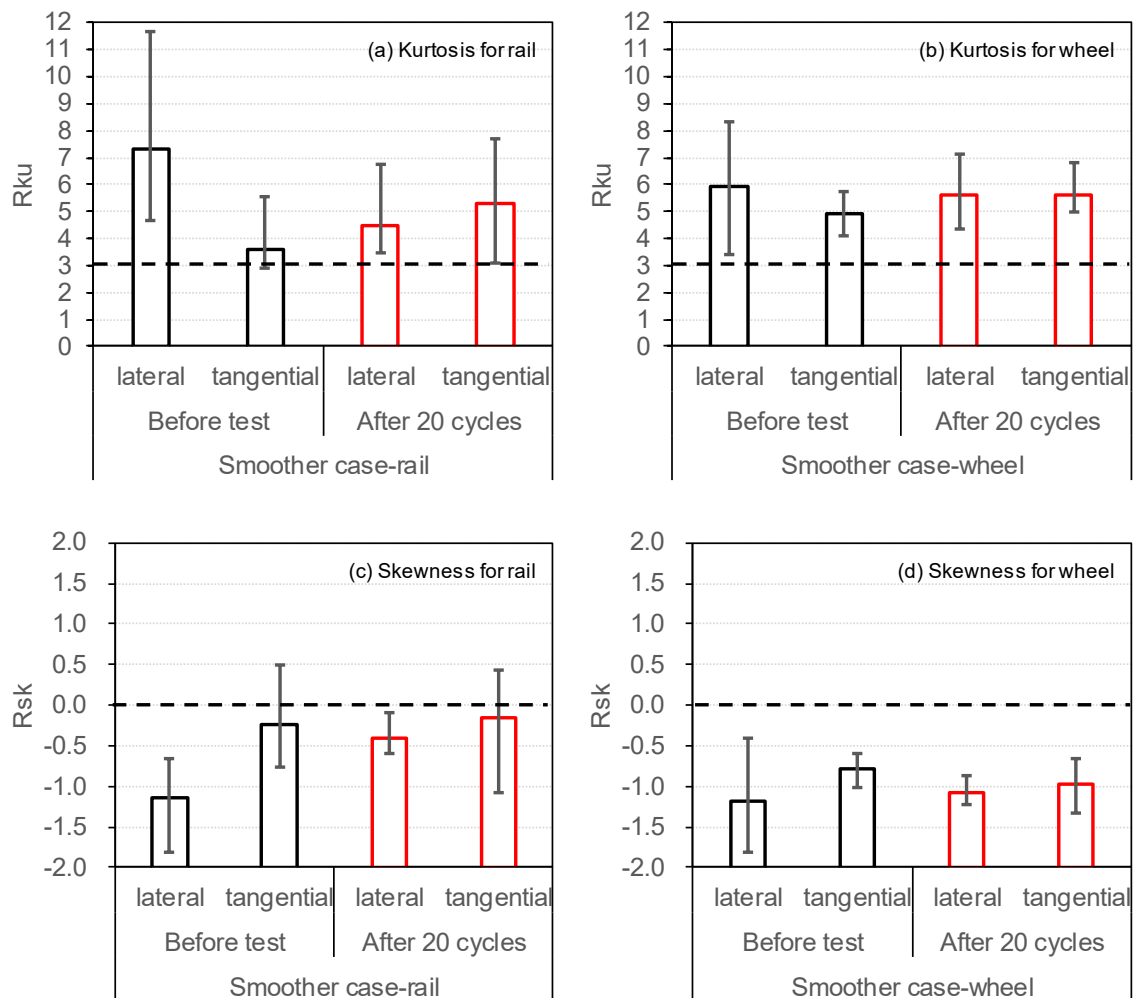 (a) Kurtosis for rail
Rku
12
11
10
9
8
7
6
5
4
3
2
1
0
lateral tangential lateral tangential
Before test After 20 cycles
Smoother case-rail
(b) Kurtosis for wheel
Rku
12
11
10
9
8
7
6
5
4
3
2
1
0
lateral tangential lateral tangential
Before test After 20 cycles
Smoother case-wheel
(c) Skewness for rail
Rsk
2.0
1.5
1.0
0.5
0.0
-0.5
-1.0
-1.5
-2.0
lateral tangential lateral tangential
Before test After 20 cycles
Smoother case-rail
(d) Skewness for wheel
Rsk
2.0
1.5
1.0
0.5
0.0
-0.5
-1.0
-1.5
-2.0
lateral tangential lateral tangential
Before test After 20 cycles
Smoother case-wheel